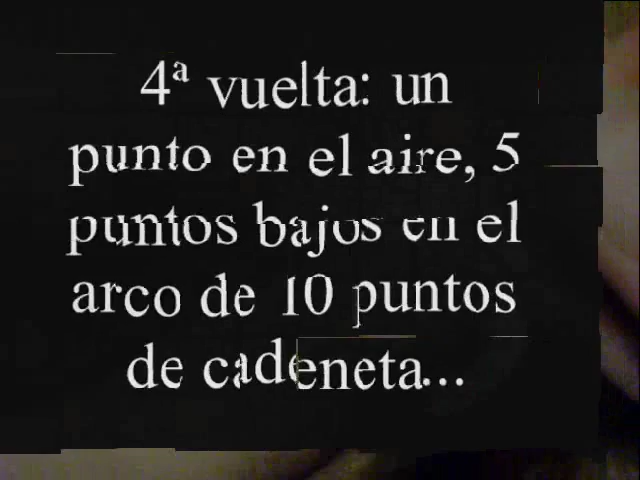 4ª vuelta: un
punto en el aire, 5
puntos bajos en el
arco de 10 puntos
de cadeneta...